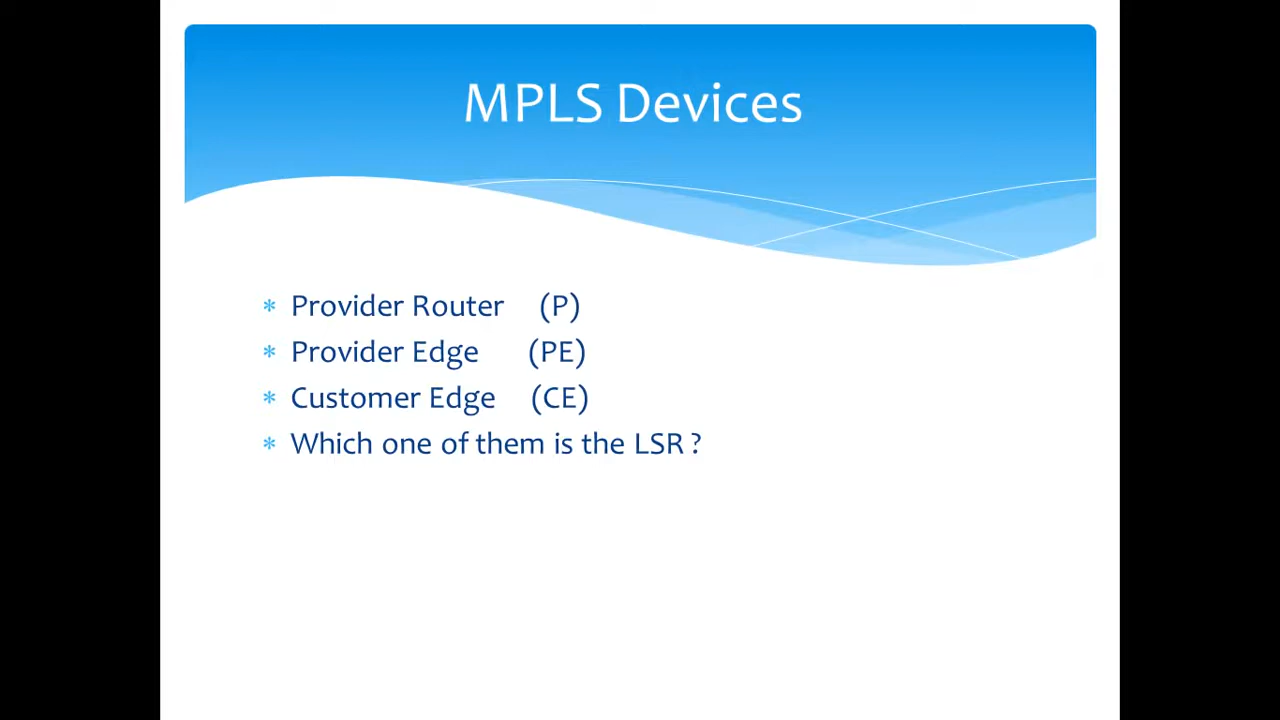 MPLS Devices
* Provider Router (P)
* Provider Edge (PE)
* Customer Edge (CE)
* Which one of them is the LSR ?